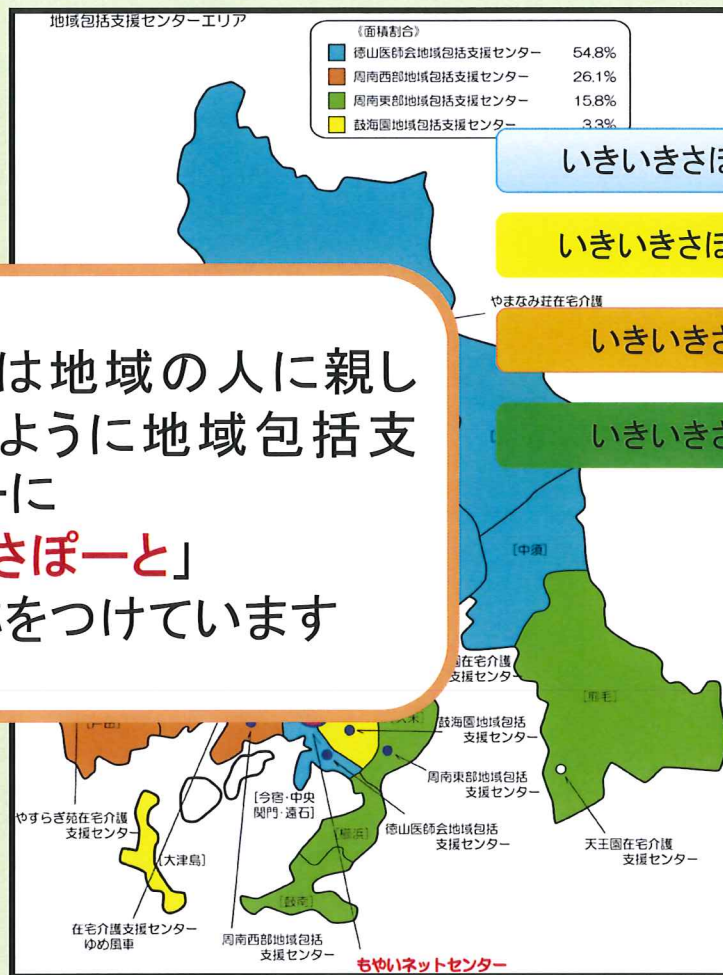 地域包括支援センターエリア
《面積割合》
徳山医師会地域包括支援センター 54.8%
周南西部地域包括支援センター 26.1%
周南東部地域包括支援センター 15.8%
鼓海園地域包括支援センター 3.3%
いきいきさぽ
いきいきさぽ
やまなみ荘在宅介護
いきいきさ
いきいきさ
は地域の人に親し
ように地域包括支
ーに
さぽーと」
をつけています
[中須]
園在宅介護
支援センター
[熊毛]
[戸田]
[久米]
鼓海園地域包括
支援センター
周南東部地域包括
支援センター
やすらぎ苑在宅介護
支援センター
[今宿・中央
関門・遠石]
[櫛浜]
徳山医師会地域包括
支援センター
天王園在宅介護
支援センター
[大津島]
[鼓南]
在宅介護支援センター
ゆめ風車
周南西部地域包括
支援センター
もやいネットセンター